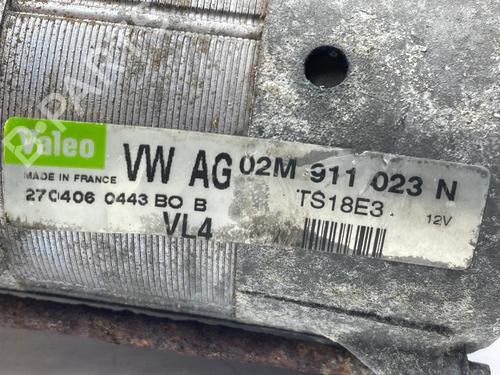 Valeo
VW AG 02M 911 023 N
MADE IN FRANCE
TS18E3
12V
270406 0443 BO B
VL4